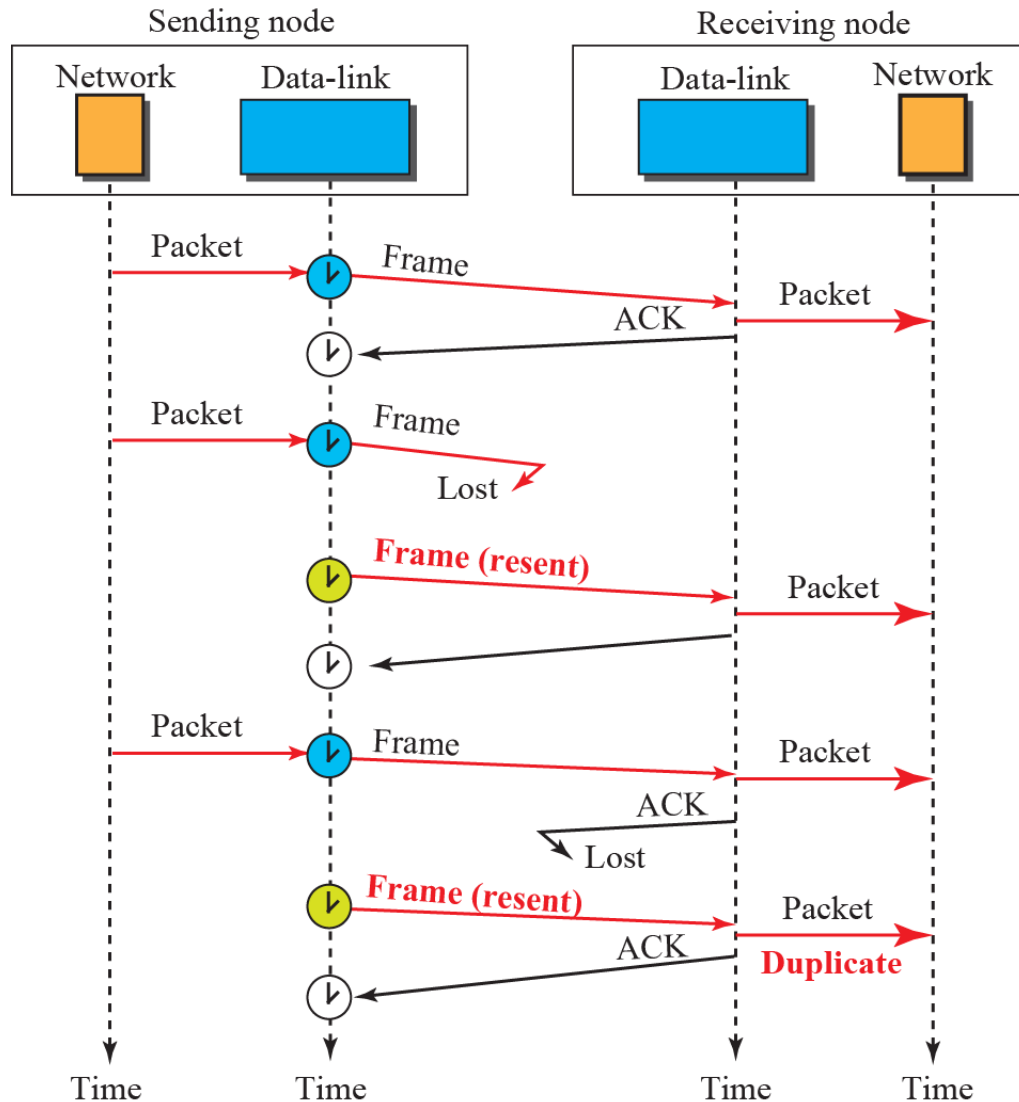 Sending node
Receiving node
Network
Data-link
Data-link
Network
Packet
Frame
Packet
ACK
Packet
Frame
Lost
Frame (resent)
Packet
Packet
Frame
Packet
ACK
Lost
Frame (resent)
Packet
ACK
Duplicate
Time
Time
Time
Time